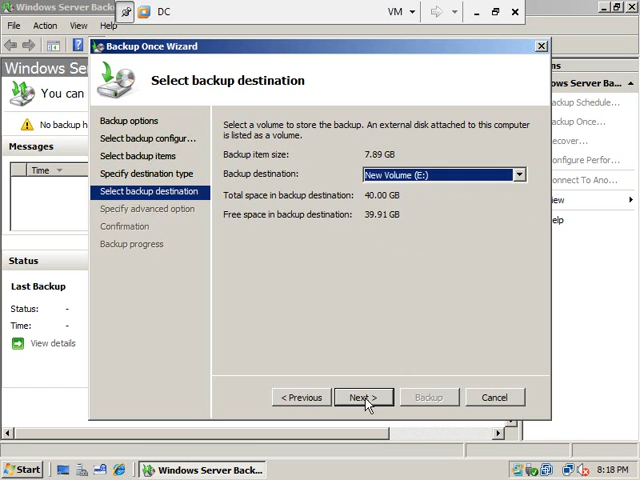 Windows Server Back
DC
VM
File
Action
View
Help
Windows Se
You can
No backup h
Messages
Time
Status
Last Backup
Status: -
Time: -
View details
Backup Once Wizard
Select backup destination
Backup options
Select backup configur...
Select backup items
Specify destination type
Select backup destination
Specify advanced option
Confirmation
Backup progress
Select a volume to store the backup. An external disk attached to this computer
is listed as a volume.
Backup item size: 7.89 GB
Backup destination: New Volume (E:)
Total space in backup destination: 40.00 GB
Free space in backup destination: 39.91 GB
< Previous
Next >
Backup
Cancel
ns
ows Server Ba...
ackup Schedule...
ackup Once...
ecover...
onfigure Perfor...
onnect To Ano...
iew
elp
Start
Windows Server Back...
8:18 PM